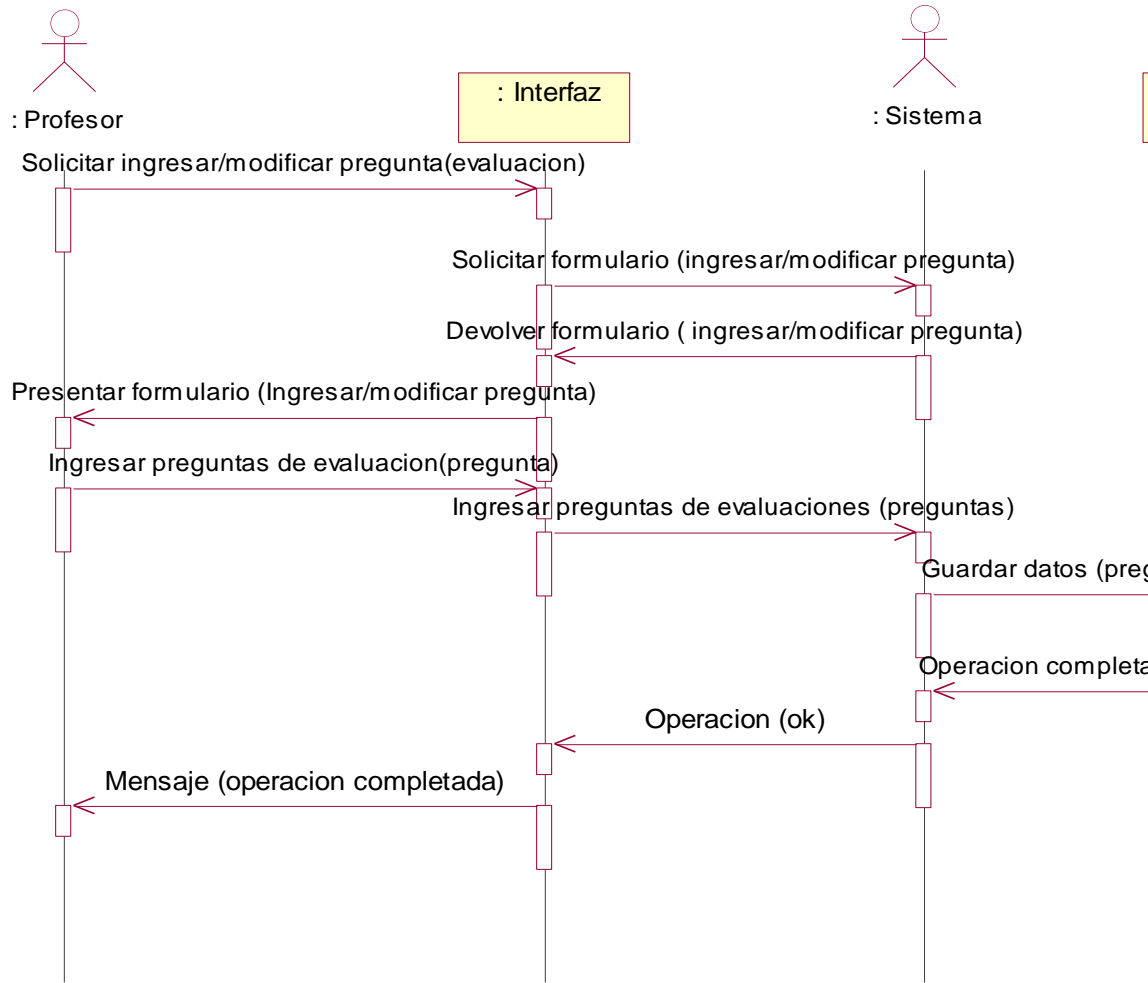 : Profesor
: Interfaz
: Sistema
Solicitar ingresar/modificar pregunta(evaluacion)
Solicitar formulario (ingresar/modificar pregunta)
Devolver formulario ( ingresar/modificar pregunta)
Presentar formulario (Ingresar/modificar pregunta)
Ingresar preguntas de evaluacion(pregunta)
Ingresar preguntas de evaluaciones (preguntas)
Guardar datos
Operacion
Operacion (ok)
Mensaje (operacion completada)